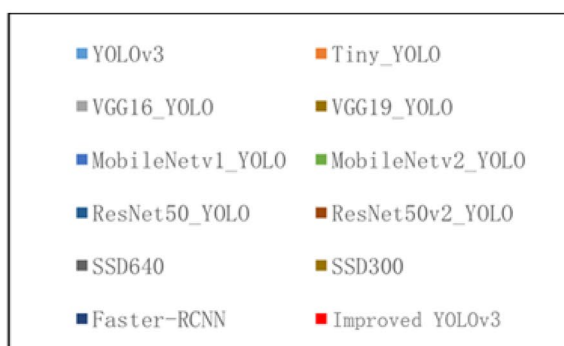 YOLOv3 Tiny_YOLO
VGG16_YOLO VGG19_YOLO
MobileNetv1_YOLO MobileNetv2_YOLO
ResNet50_YOLO ResNet50v2_YOLO
SSD640 SSD300
Faster-RCNN Improved YOLOv3